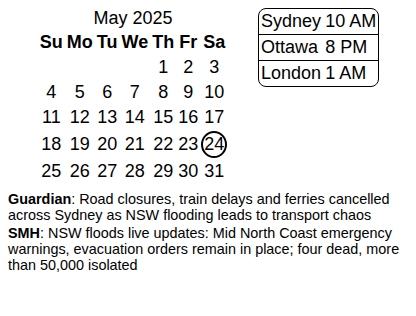 May 2025
Su Mo Tu We Th Fr Sa
1 2 3
4 5 6 7 8 9 10
11 12 13 14 15 16 17
18 19 20 21 22 23 24
25 26 27 28 29 30 31
Sydney 10 AM
Ottawa 8 PM
London 1 AM
Guardian: Road closures, train delays and ferries cancelled
across Sydney as NSW flooding leads to transport chaos
SMH: NSW floods live updates: Mid North Coast emergency
warnings, evacuation orders remain in place; four dead, more
than 50,000 isolated